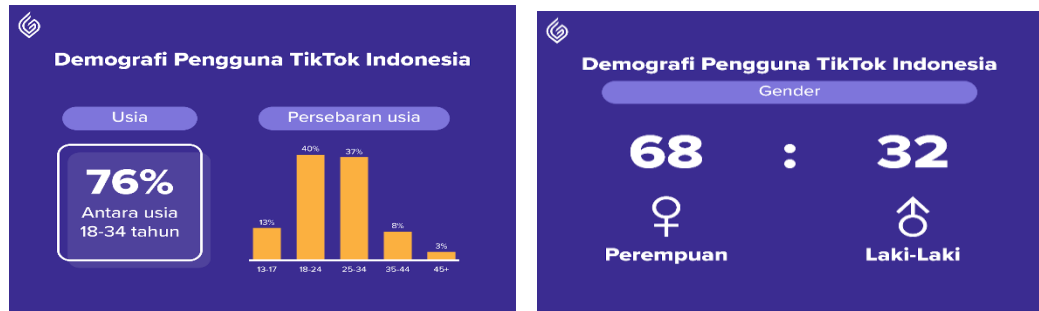 Demografi Pengguna TikTok Indonesia
Usia
Persebaran usia
76%
Antara usia
18-34 tahun
40%
37%
13%
8%
3%
13-17 18-24 25-34 35-44 45+
Demografi Pengguna TikTok Indonesia
Gender
68 : 32
Perempuan Laki-Laki